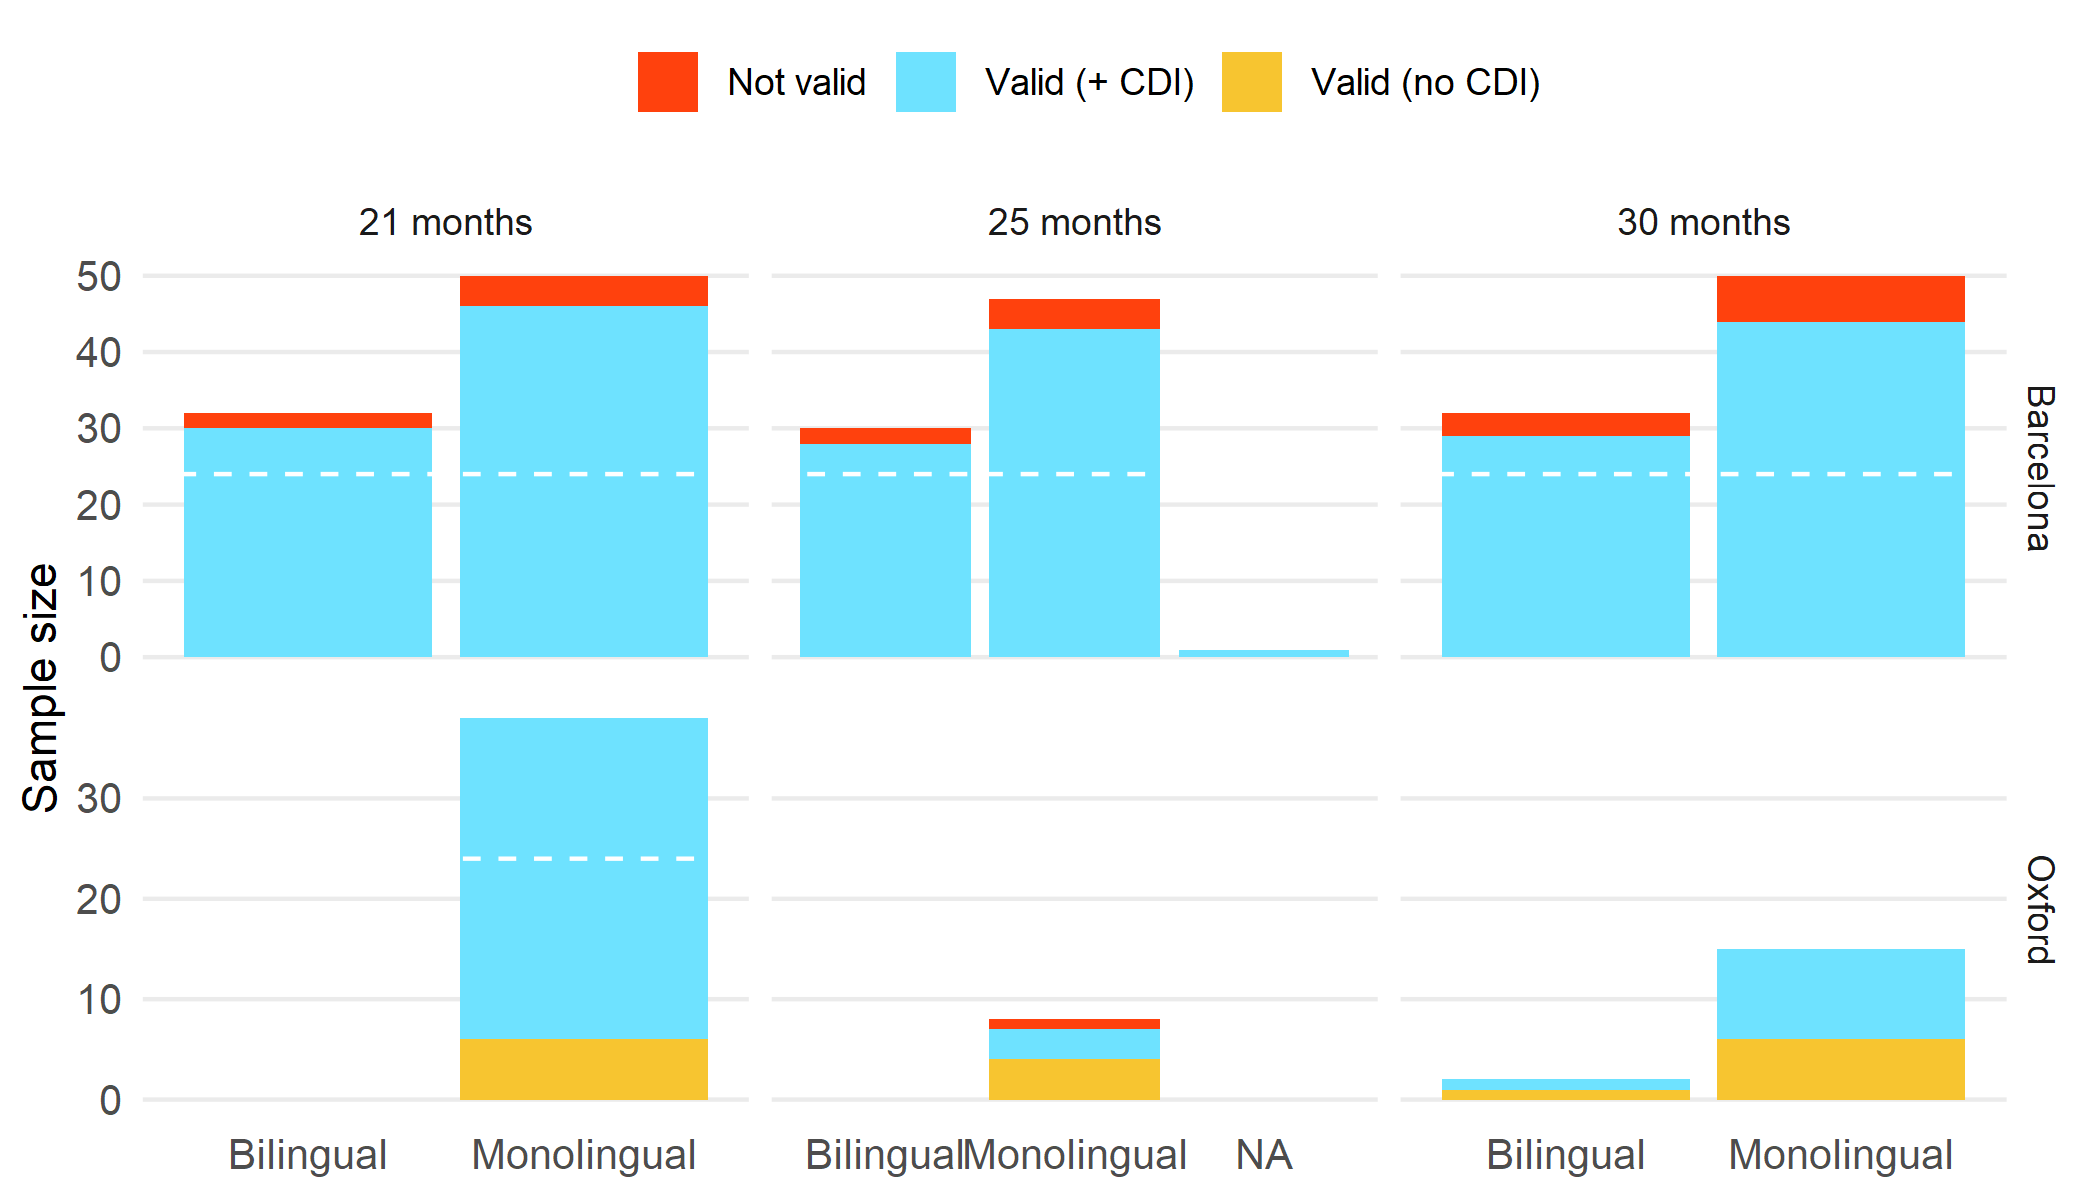 Not valid Valid (+ CDI) Valid (no CDI)
21 months 25 months 30 months
50
40
30
20
10
0
Barcelona
Sample size
30
20
10
0
Oxford
Bilingual Monolingual Bilingual Monolingual NA Bilingual Monolingual